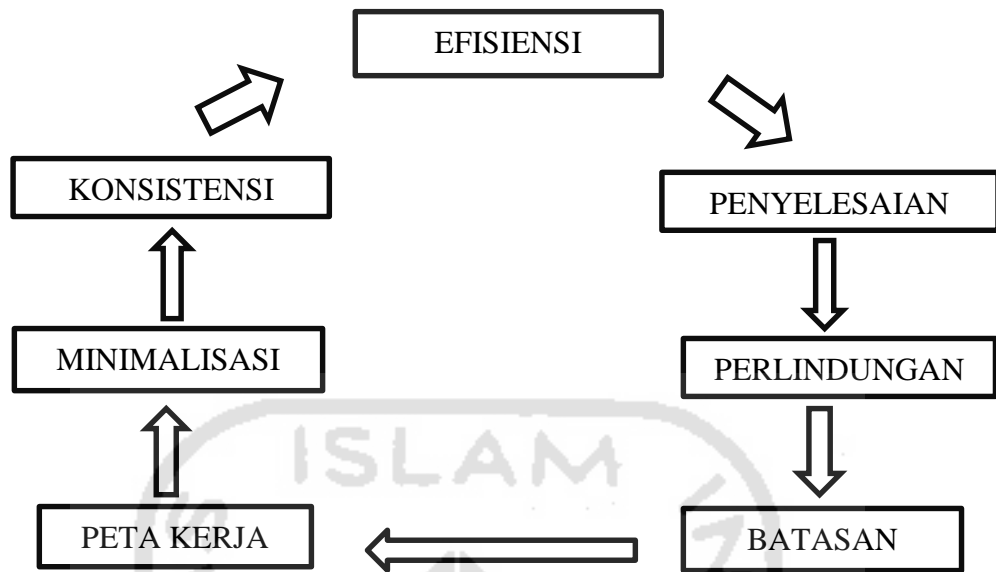 EFISIENSI
KONSISTENSI
PENYELESAIAN
MINIMALISASI
PERLINDUNGAN
ISLAM
PETA KERJA
BATASAN